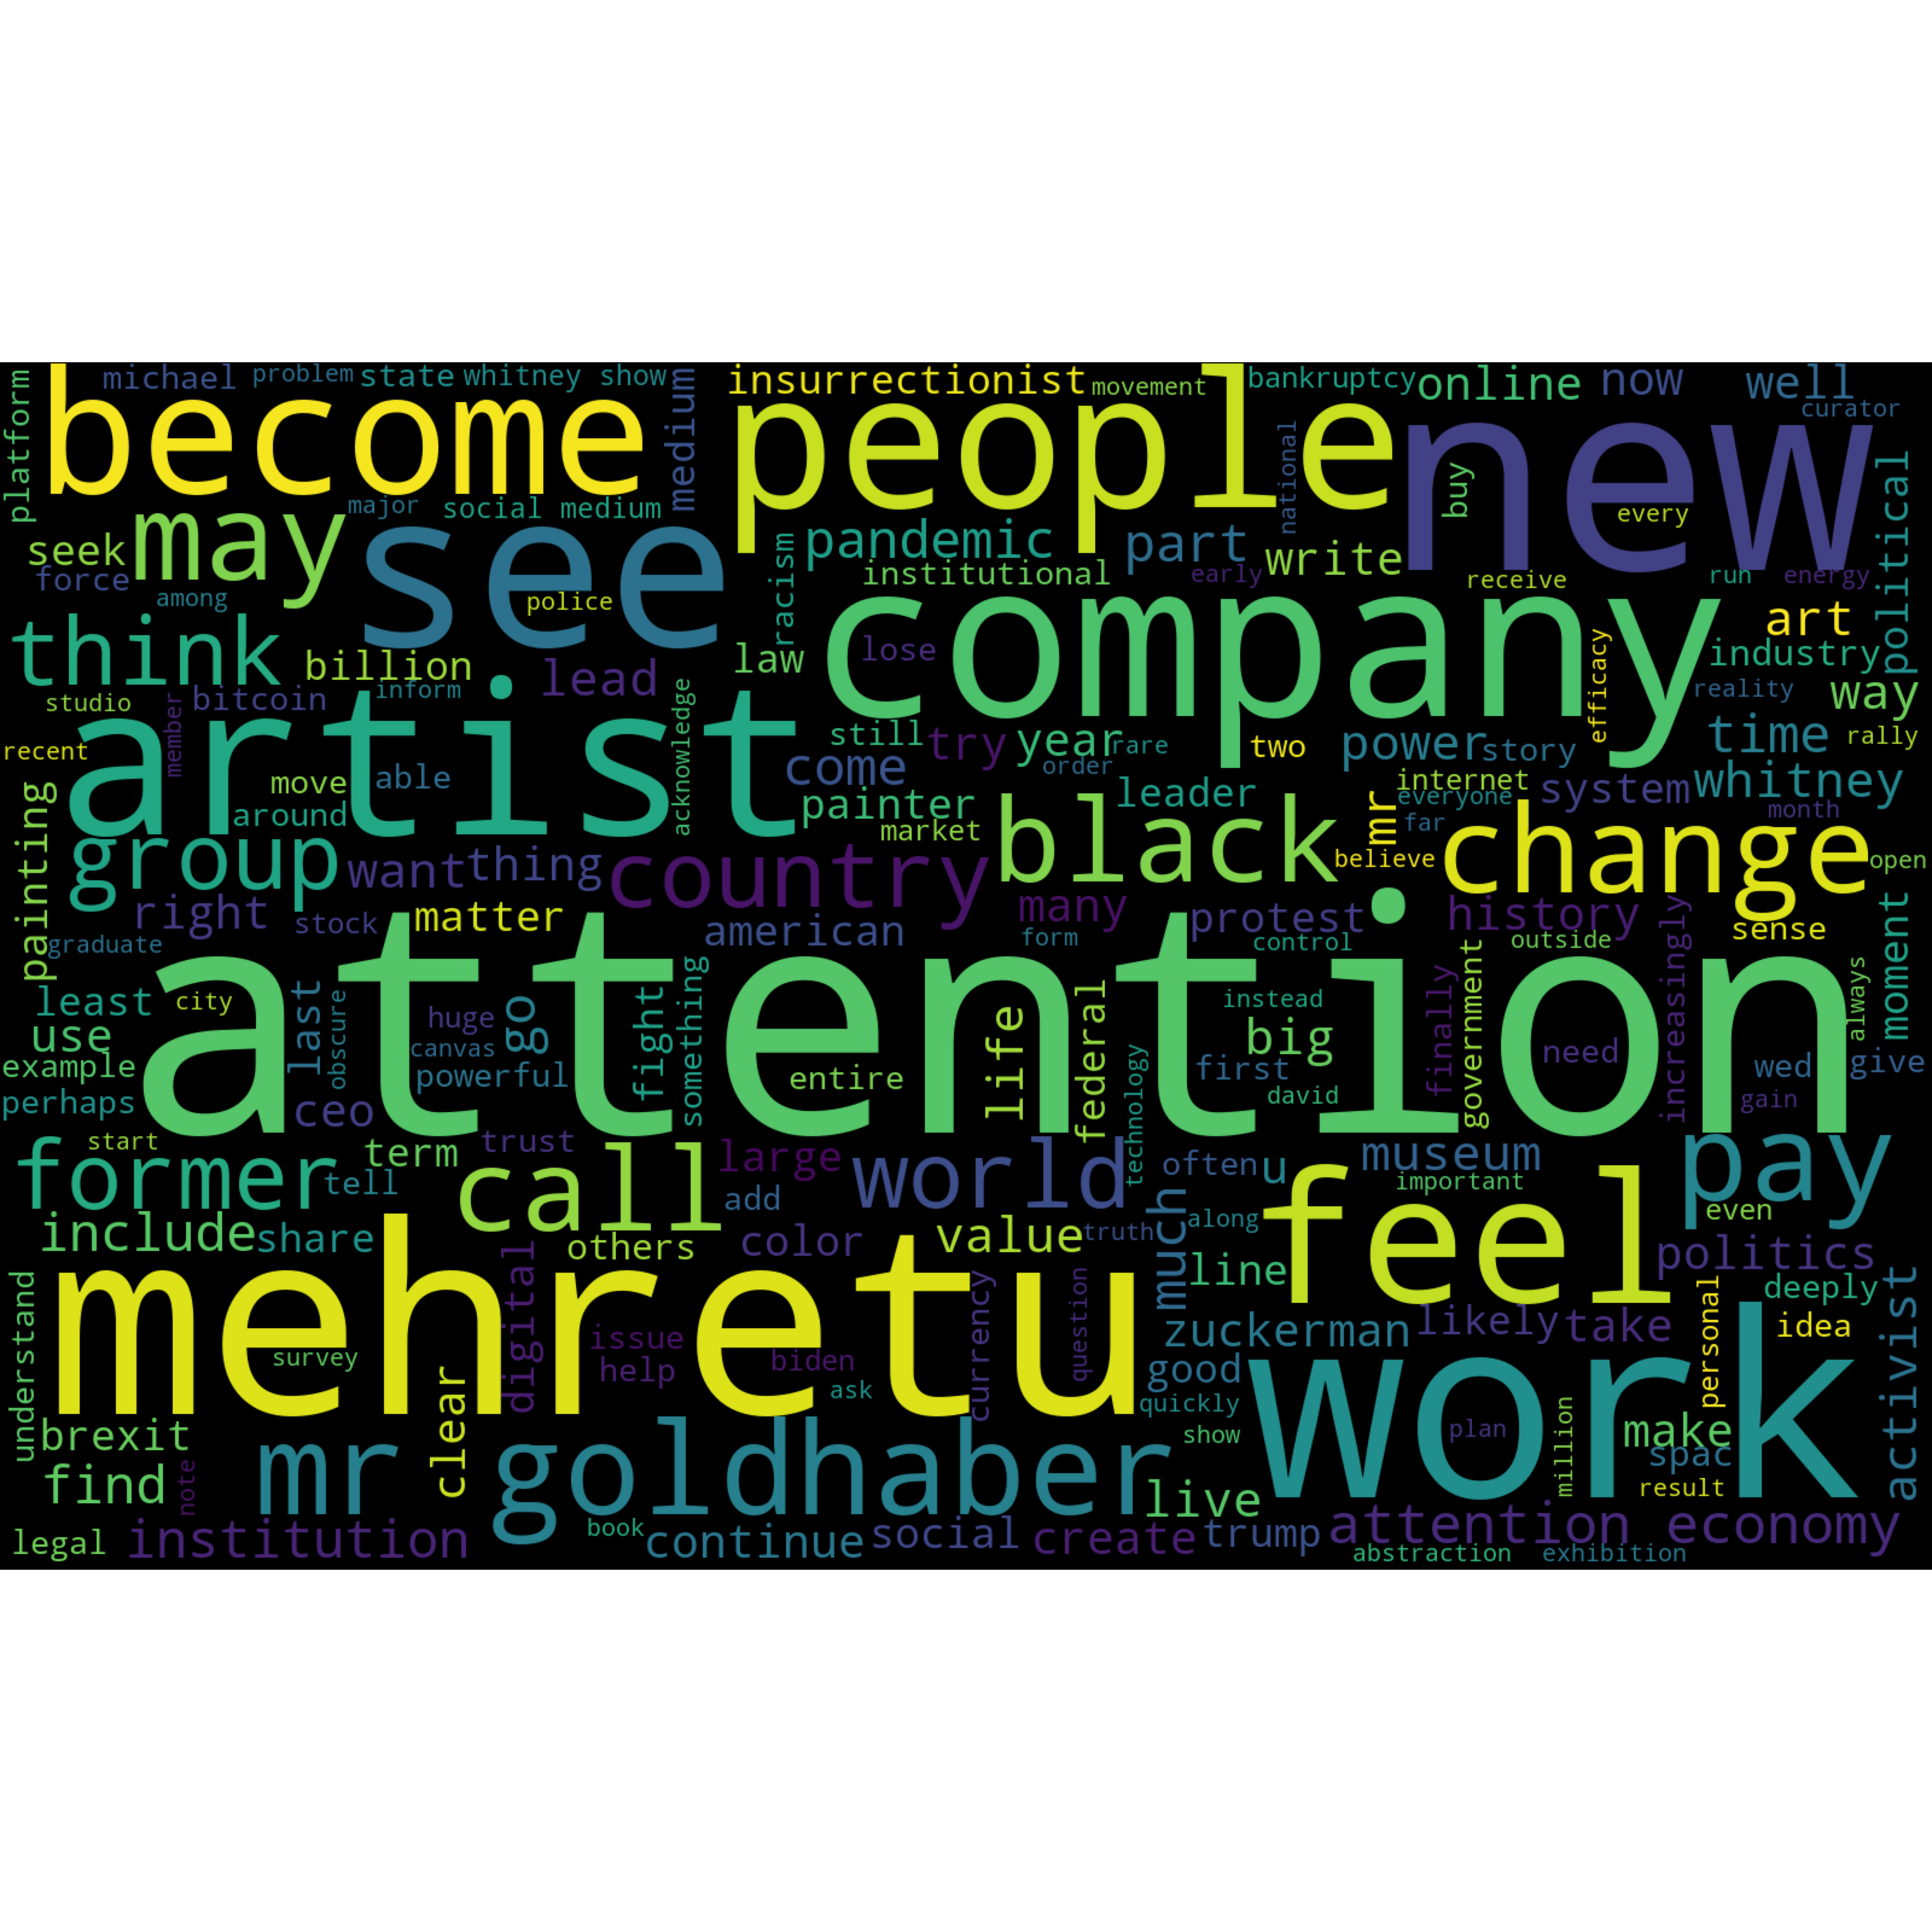 platform
michael
problem
state
whitney show
medium
insurrectionist
movement
bankruptcy
online
now
well
curator
become
people
new
major
social medium
national
buy
every
political
seek
may
see
pandemic
part
write
force
among
police
racism
institutional
early
receive
run
energy
think
billion
lead
law
company
lose
efficacy
art
industry
studio
bitcoin
inform
member
acknowledge
reality
way
recent
artist
still
try
year
rare
two
power
story
time
rally
move
able
come
order
internet
system
whitney
around
painter
leader
everyone
month
painting
market
black
mr
far
change
group
want
thing
country
believe
open
right
stock
matter
american
many
protest
history
graduate
form
control
outside
sense
moment
least
city
last
obscure
huge
go
fight
something
attention
life
federal
instead
finally
government
increasingly
always
use
canvas
big
need
example
powerful
entire
first
wed
give
perhaps
ceo
technology
david
gain
start
term
trust
large
world
often
u
museum
pay
former
tell
call
add
important
feel
even
include
share
others
color
value
truth
much
along
line
politics
understand
mehretu
digital
issue
currency
question
deeply
activist
survey
help
biden
zuckerman
likely
take
personal
idea
clear
ask
good
quickly
work
plan
million
brexit
mr goldhaber
show
make
spac
find
note
live
result
legal
institution
book
continue
social
create
trump
attention economy
abstraction
exhibition